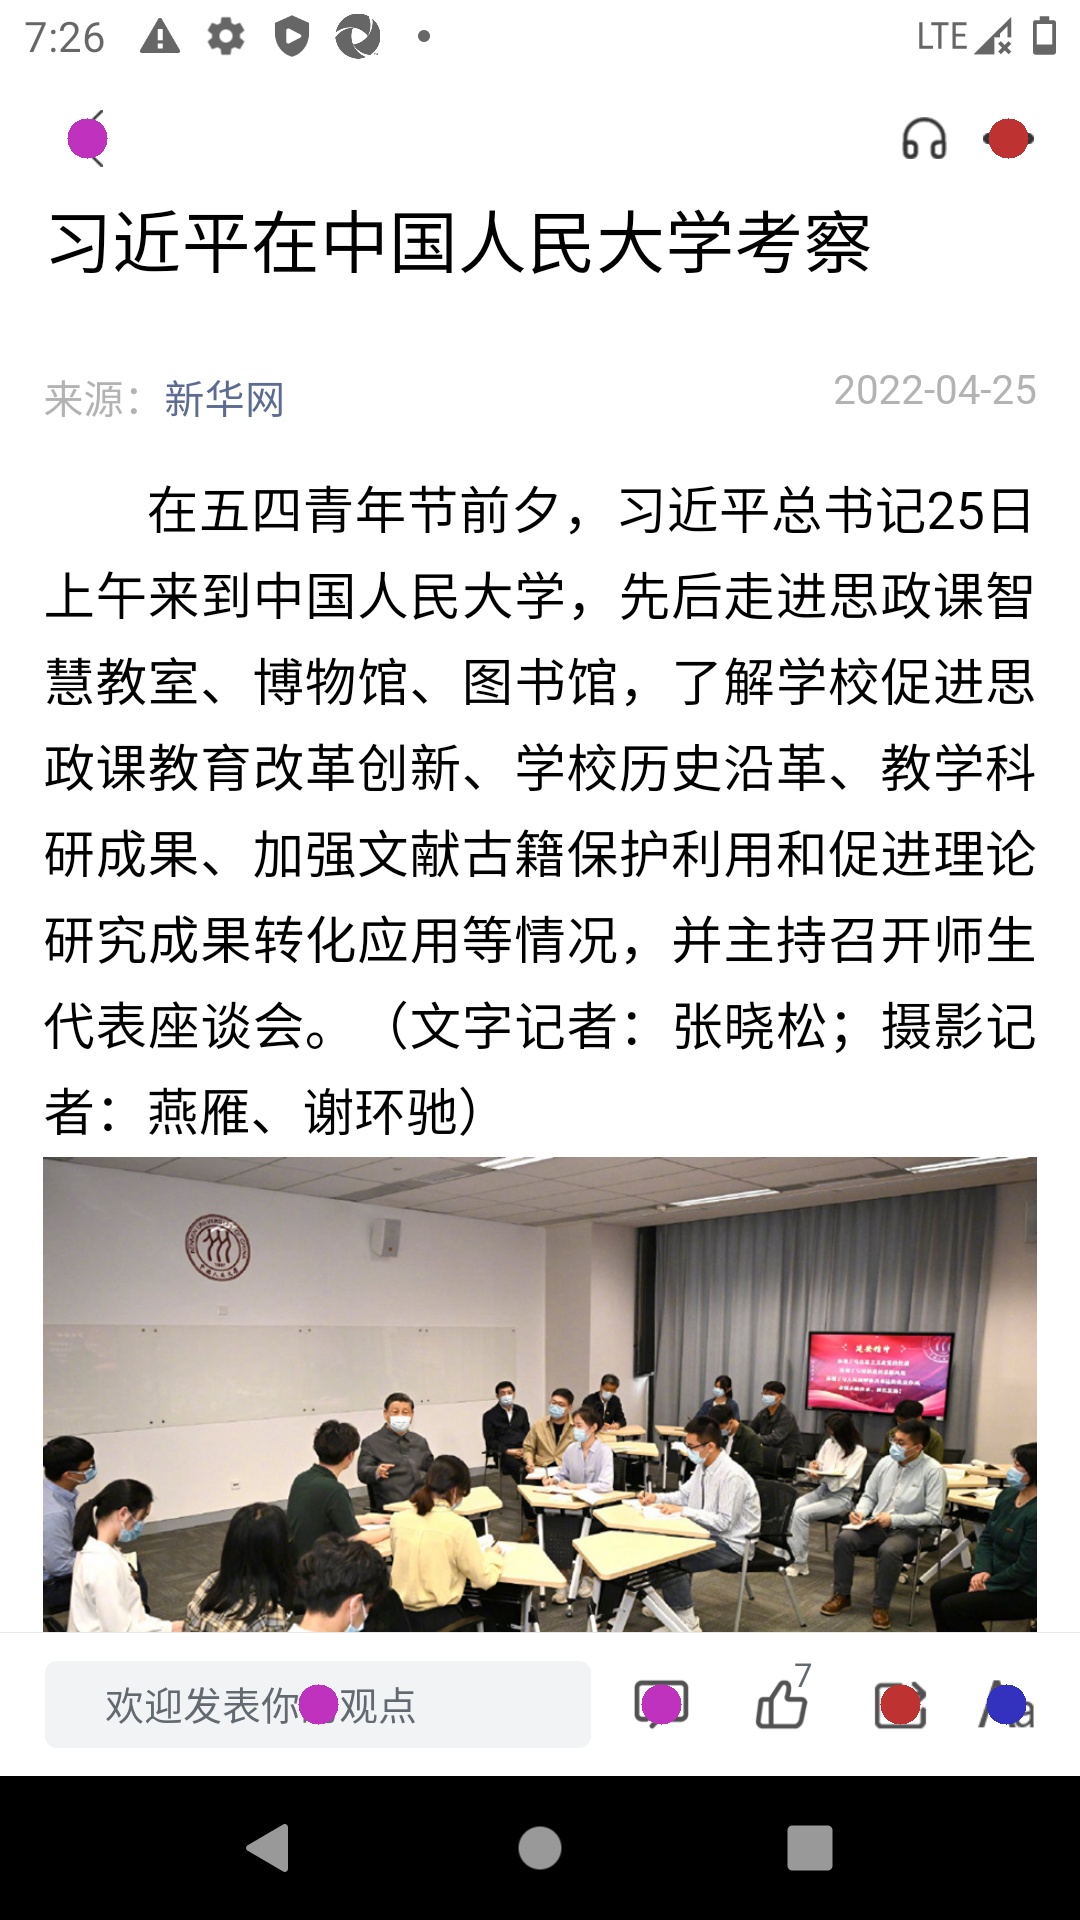 7:26
LTE
习近平在中国人民大学考察
来源：新华网
2022-04-25
在五四青年节前夕，习近平总书记25日
上午来到中国人民大学，先后走进思政课智
慧教室、博物馆、图书馆，了解学校促进思
政课教育改革创新、学校历史沿革、教学科
研成果、加强文献古籍保护利用和促进理论
研究成果转化应用等情况，并主持召开师生
代表座谈会。（文字记者：张晓松；摄影记
者：燕雁、谢环驰）
延安精神
欢迎发表你 观点
7
Aa